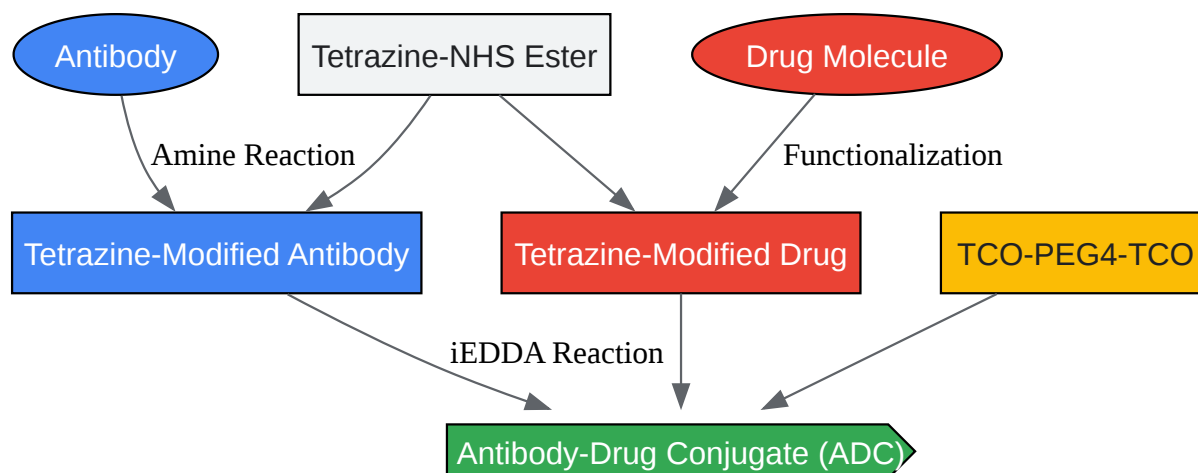 Antibody
Tetrazine-NHS Ester
Drug Molecule
Amine Reaction
Functionalization
Tetrazine-Modified Antibody
Tetrazine-Modified Drug
TCO-PEG4-TCO
iEDDA Reaction
Antibody-Drug Conjugate (ADC)